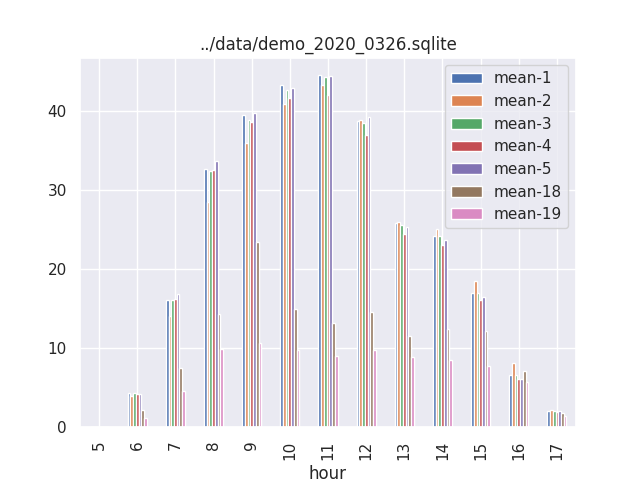 ../data/demo_2020_0326.sqlite
mean-1
mean-2
mean-3
mean-4
mean-5
mean-18
mean-19
40
30
20
10
0
5 6 7 8 9 10 11 12 13 14 15 16 17
hour